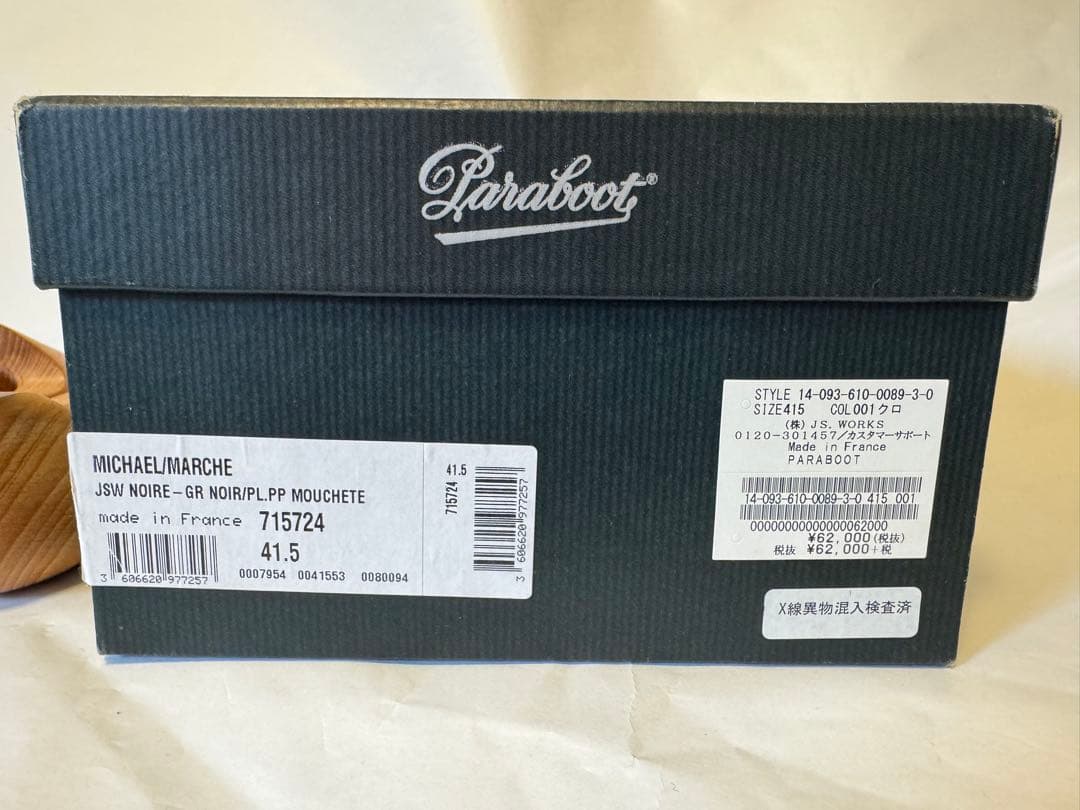 Paraboot®
MICHAEL/MARCHE
JSW NOIRE-GR NOIR/PL.PP MOUCHETE
made in France 715724
41.5
3 606620 977257
0007954 0041553 0080094
41.5
715724
3 606620 977257
STYLE 14-093-610-0089-3-0
SIZE415 COL001クロ
(株) JS. WORKS
0120-301457/カスタマーサポート
Made in France
PARABOOT
14-093-610-0089-3-0 415 001
00000000000000062000
¥62,000(税抜)
税抜 ¥62,000+税
X線異物混入検査済